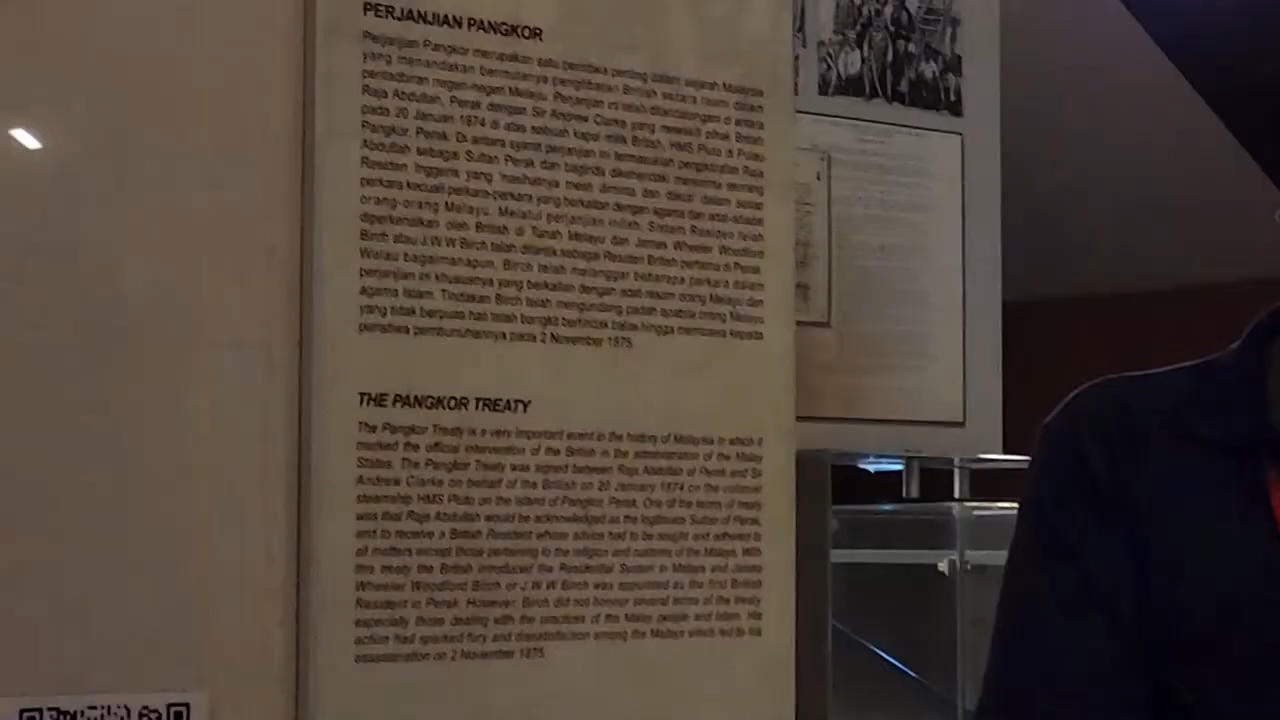 PERJANJIAN PANGKOR
Perjanjian Pangkor merupakan satu peristiwa penting dalam sejarah Malaysia
yang menandakan bermulanya penglibatan British secara rasmi dalam
pentadbiran negeri-negeri Melayu. Perjanjian ini telah ditandatangani di antara
Raja Abdullah, Perak dengan Sir Andrew Clarke yang mewakili pihak British
pada 20 Januari 1874 di atas sebuah kapal milik British, HMS Pluto di Pulau
Pangkor, Perak. Di antara syarat perjanjian ini termasuklah pengiktirafan Raja
Abdullah sebagai Sultan Perak dan baginda dikehendaki menerima seorang
Residen Inggeris yang 'nasihatnya mesti diminta dan diikuti dalam semua
perkara kecuali perkara-perkara yang berkaitan dengan agama dan adat-istiadat
orang-orang Melayu. Melalui perjanjian inilah, Sistem Residen telah
diperkenalkan oleh British di Tanah Melayu dan James Wheeler Woodford
Birch atau J.W.W Birch telah dilantik sebagai Residen British pertama di Perak.
Walau bagaimanapun, Birch telah melanggar beberapa perkara dalam
perjanjian ini khususnya yang berkaitan dengan adat resam orang Melayu dan
agama Islam. Tindakan Birch telah mengundang padah apabila orang Melayu
yang tidak berpuas hati telah bangkit bertindak balas hingga membawa kepada
peristiwa pembunuhannya pada 2 November 1875.
THE PANGKOR TREATY
The Pangkor Treaty is a very important event in the history of Malaysia in which it
marked the official intervention of the British in the administration of the Malay
States. The Pangkor Treaty was signed between Raja Abdullah of Perak and Sir
Andrew Clarke on behalf of the British on 20 January 1874 on the colonial
steamship HMS Pluto on the island of Pangkor, Perak. One of the terms of treaty
was that Raja Abdullah would be acknowledged as the legitimate Sultan of Perak,
and to receive a British Resident whose advice had to be sought and adhered to
all matters except those pertaining to the religion and customs of the Malays. With
this treaty the British introduced the Residential System in Malaya and James
Wheeler Woodford Birch or J.W.W Birch was appointed as the first British
Resident in Perak. However, Birch did not honour several terms of the treaty
especially those dealing with the practices of the Malay people and Islam. His
action had sparked fury and dissatisfaction among the Malays which led to his
assassination on 2 November 1875.